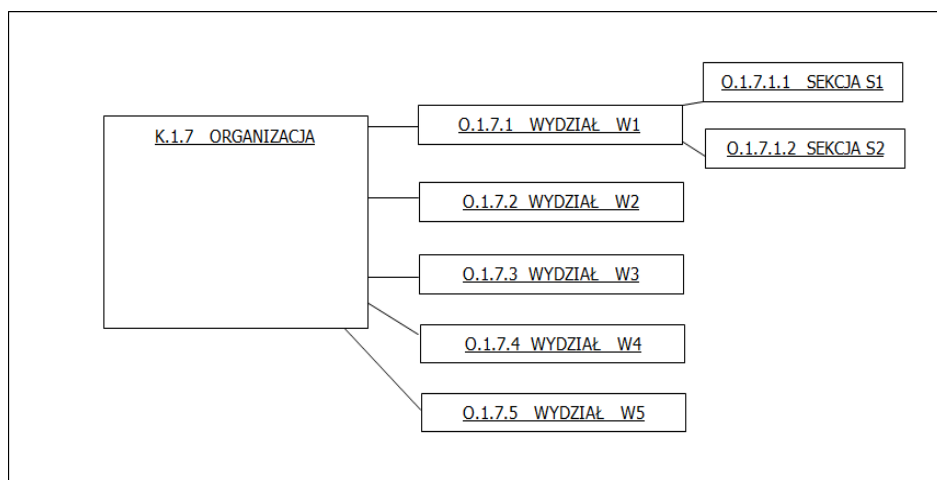 K.1.7 ORGANIZACJA
O.1.7.1 WYDZIAŁ W1
O.1.7.1.1 SEKCJA S1
O.1.7.1.2 SEKCJA S2
O.1.7.2 WYDZIAŁ W2
O.1.7.3 WYDZIAŁ W3
O.1.7.4 WYDZIAŁ W4
O.1.7.5 WYDZIAŁ W5